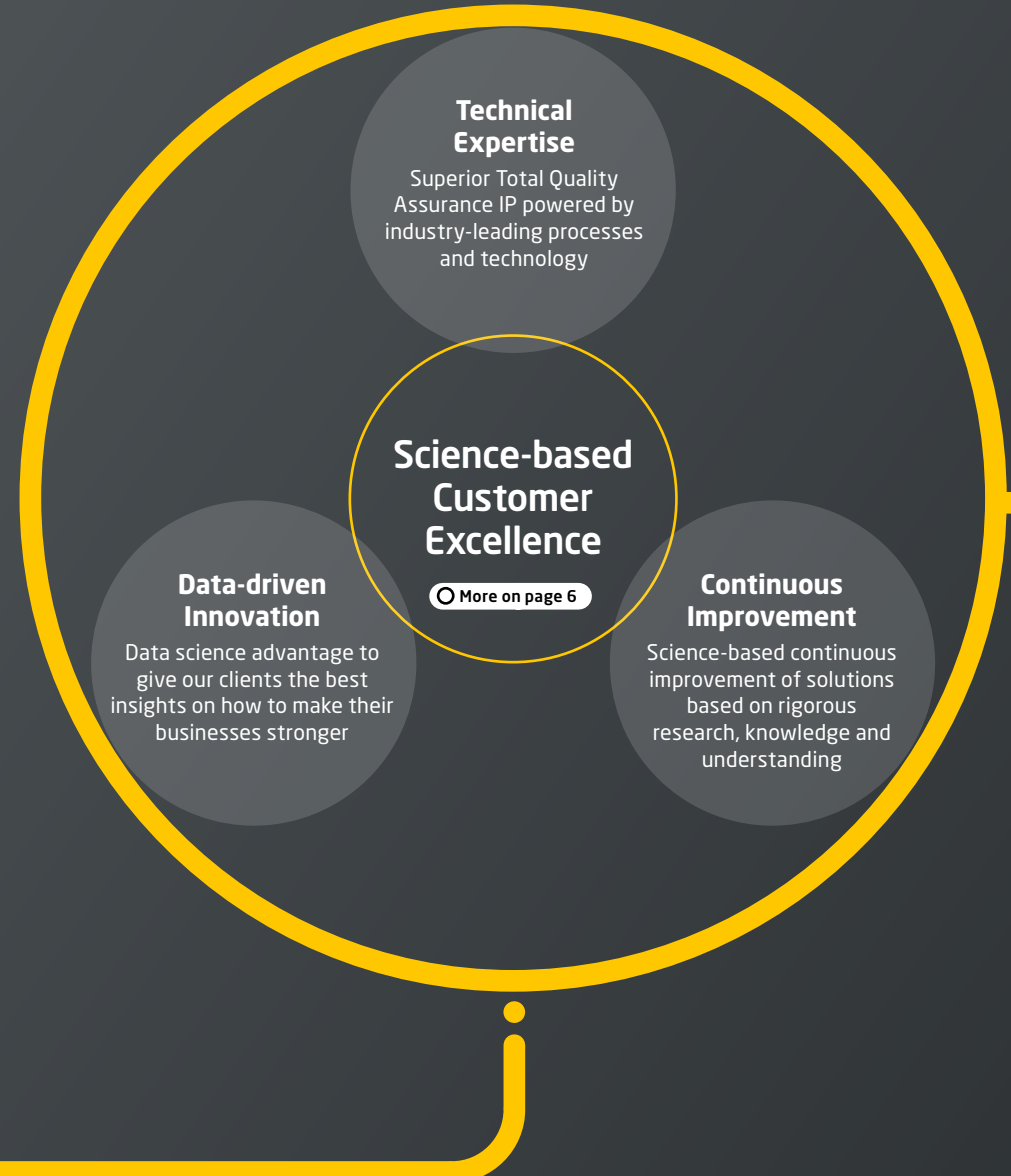 Technical
Expertise
Superior Total Quality
Assurance IP powered by
industry-leading processes
and technology
Science-based
Customer
Excellence
More on page 6
Data-driven
Innovation
Data science advantage to
give our clients the best
insights on how to make their
businesses stronger
Continuous
Improvement
Science-based continuous
improvement of solutions
based on rigorous
research, knowledge and
understanding